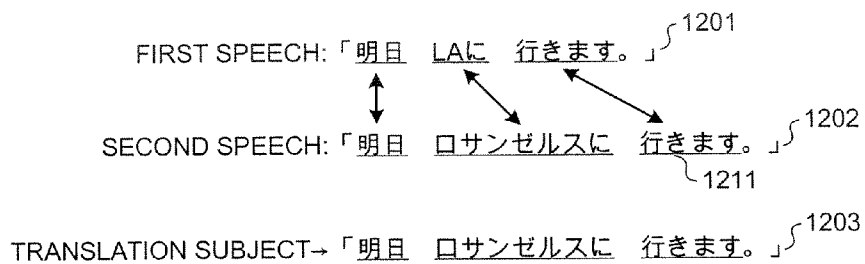 FIRST SPEECH:「明日 LAに 行きます。」 1201
SECOND SPEECH:「明日 ロサンゼルスに 行きます。」 1202
1211
TRANSLATION SUBJECT→「明日 ロサンゼルスに 行きます。」 1203